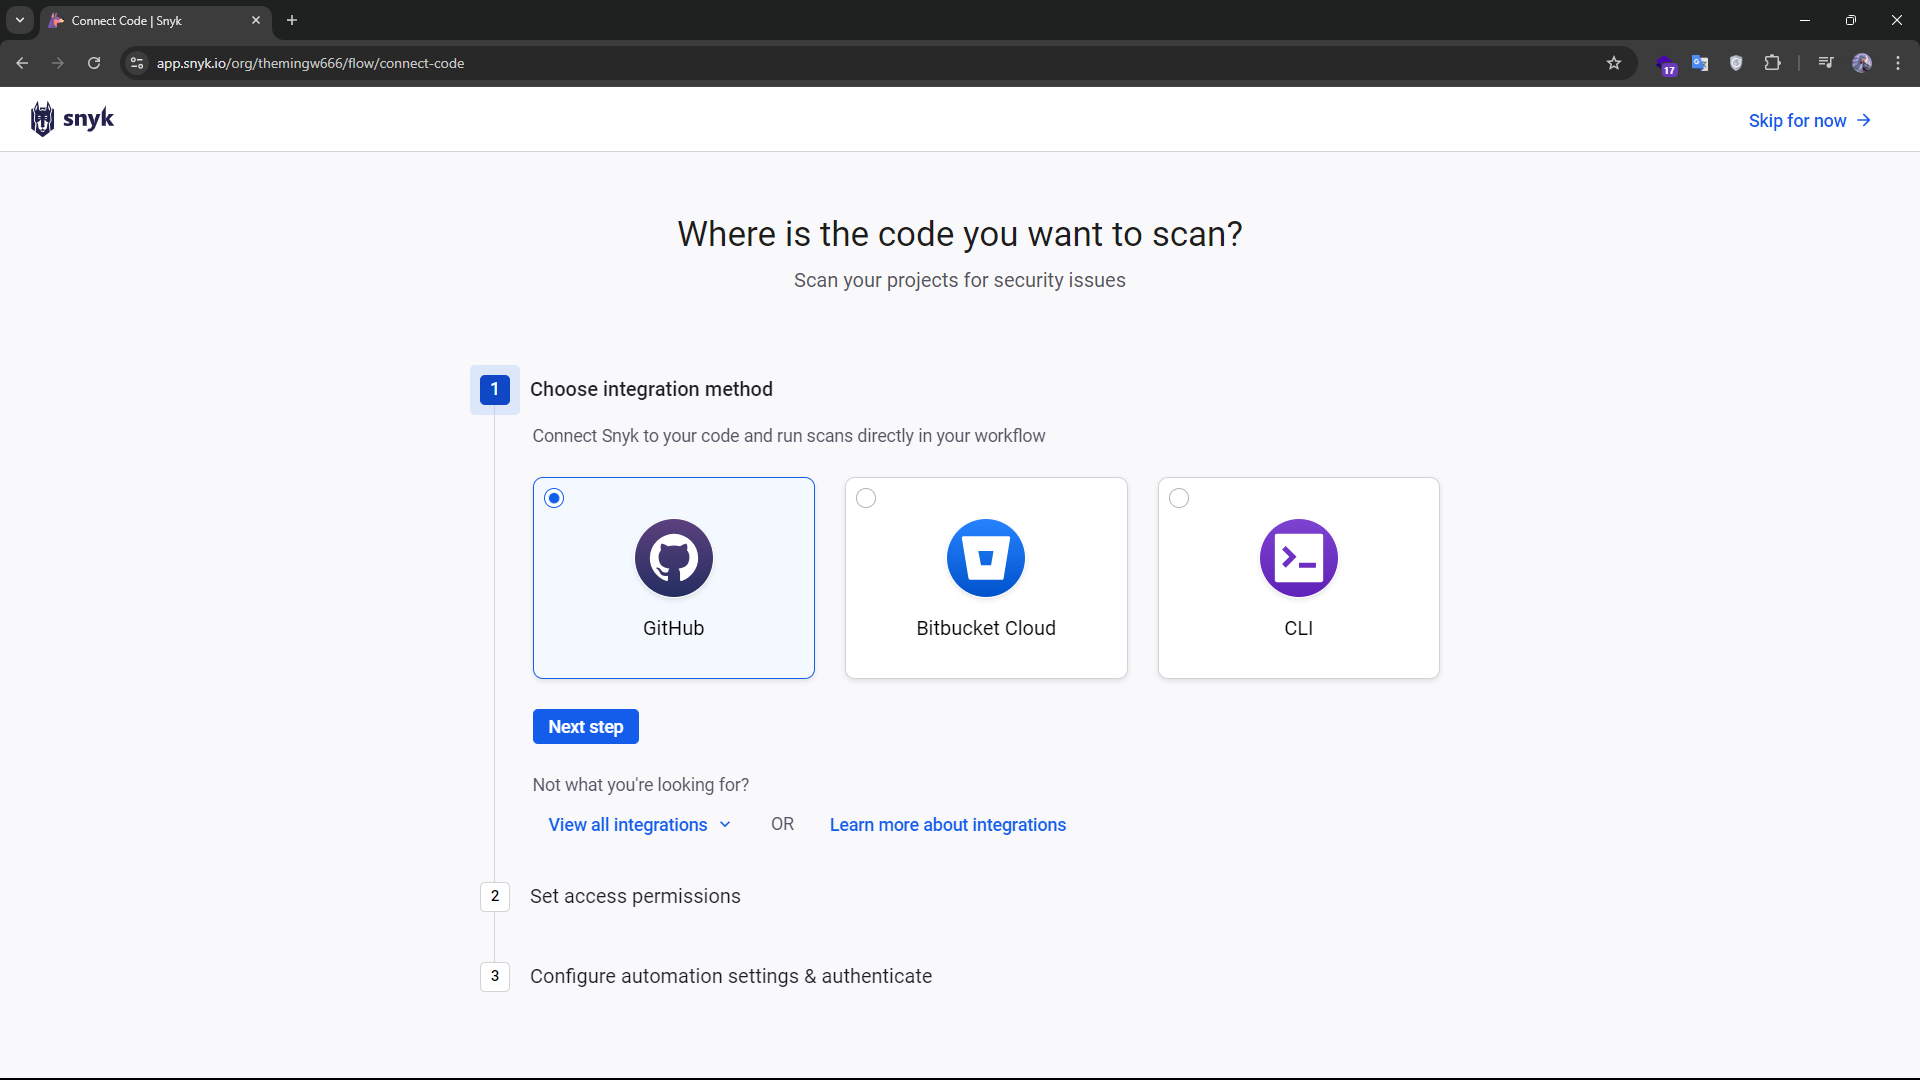 Connect Code | Snyk
app.snyk.io/org/themingw666/flow/connect-code
17
snyk
Skip for now
Where is the code you want to scan?
Scan your projects for security issues
1 Choose integration method
Connect Snyk to your code and run scans directly in your workflow
GitHub
Bitbucket Cloud
CLI
Next step
Not what you're looking for?
View all integrations OR Learn more about integrations
2 Set access permissions
3 Configure automation settings & authenticate